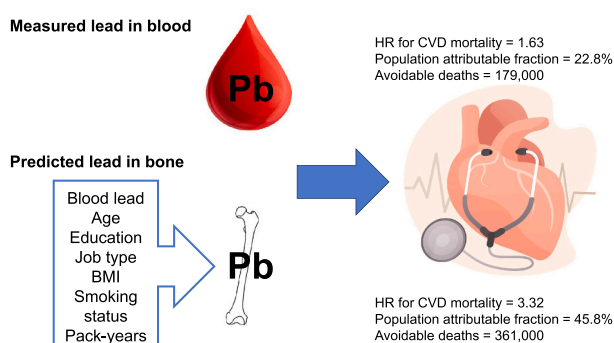 Measured lead in blood
Pb
HR for CVD mortality = 1.63
Population attributable fraction = 22.8%
Avoidable deaths = 179,000
Predicted lead in bone
Blood lead
Age
Education
Job type
BMI
Smoking
status
Pack-years
Pb
HR for CVD mortality = 3.32
Population attributable fraction = 45.8%
Avoidable deaths = 361,000